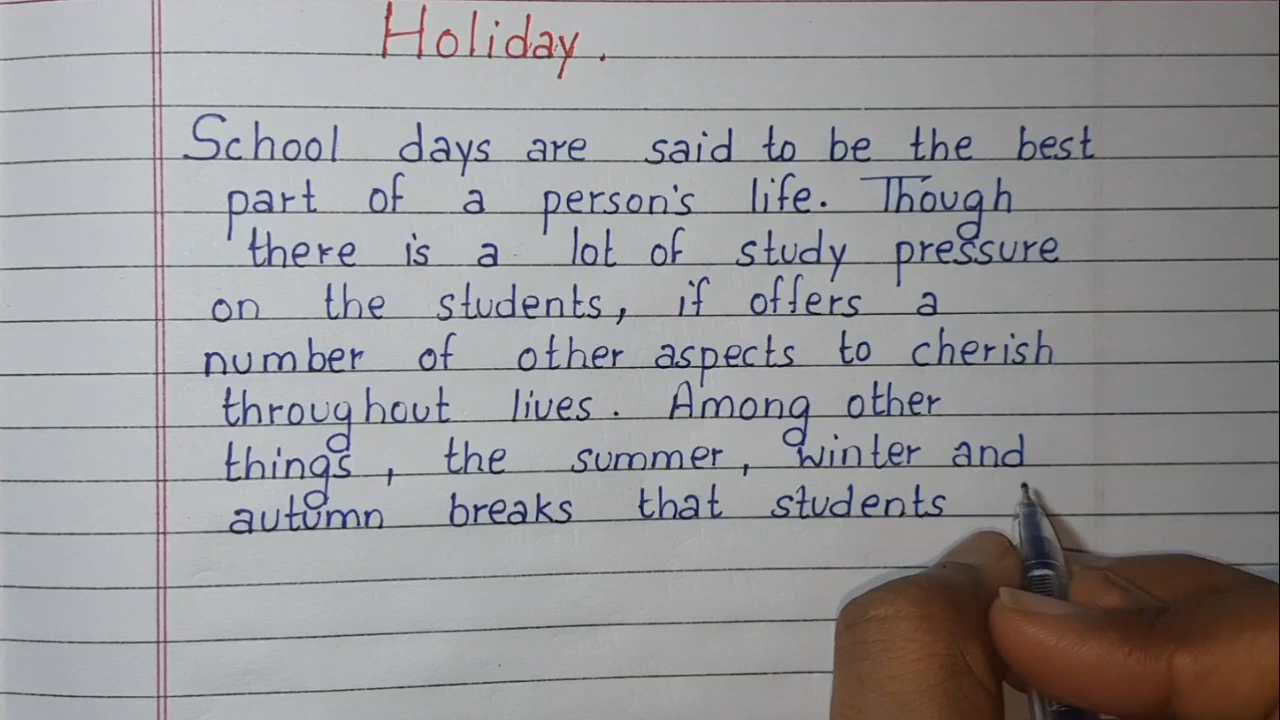 Holiday.
School days are said to be the best
part of a person's life. Though
there is a lot of study pressure
on the students, if offers a
number of other aspects to cherish
throughout lives. Among other
things, the summer, winter and
autumn breaks that students